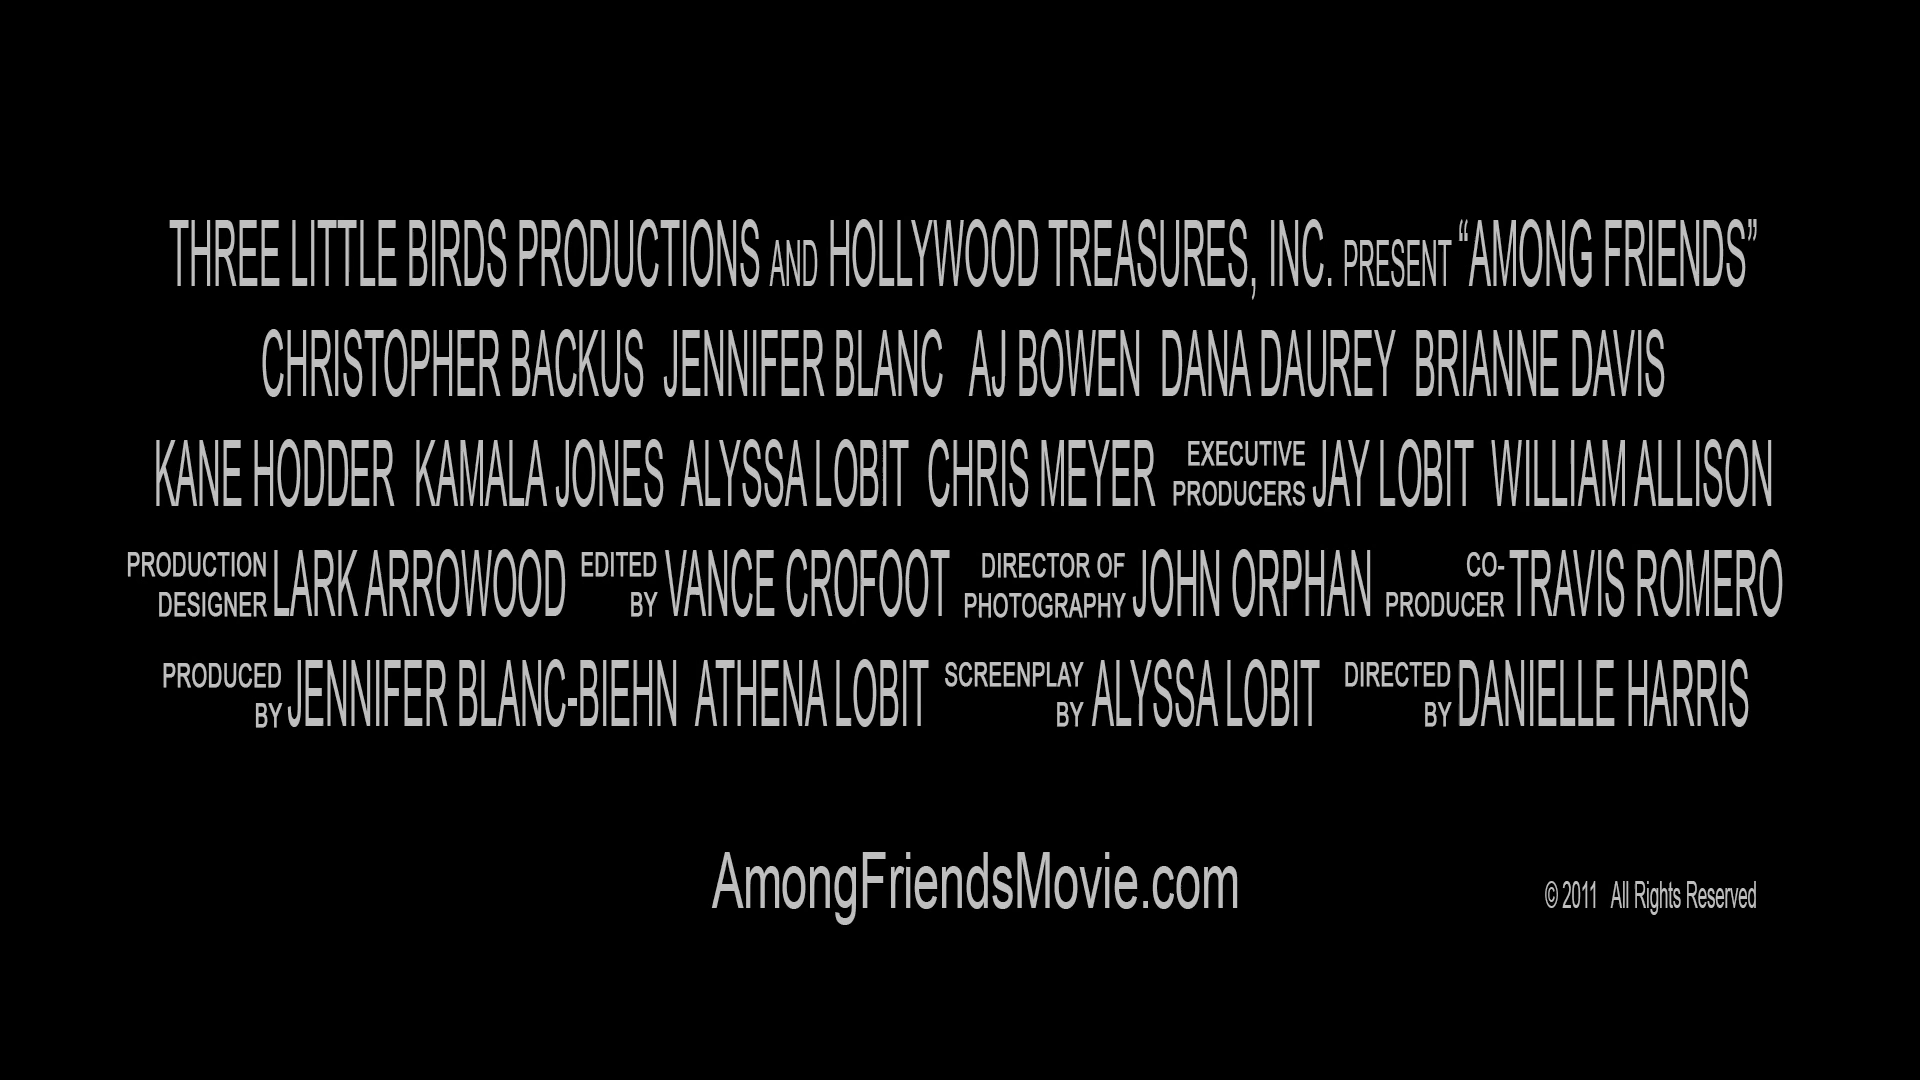 THREE LITTLE BIRDS PRODUCTIONS AND HOLLYWOOD TREASURES, INC. PRESENT “AMONG FRIENDS”
CHRISTOPHER BACKUS JENNIFER BLANC AJ BOWEN DANA DAUREY BRIANNE DAVIS
KANE HODDER KAMALA JONES ALYSSA LOBIT CHRIS MEYER EXECUTIVE PRODUCERS JAY LOBIT WILLIAM ALLISON
PRODUCTION DESIGNER LARK ARROWOOD EDITED BY VANCE CROFOOT DIRECTOR OF PHOTOGRAPHY JOHN ORPHAN CO-PRODUCER TRAVIS ROMERO
PRODUCED BY JENNIFER BLANC-BIEHN ATHENA LOBIT SCREENPLAY BY ALYSSA LOBIT DIRECTED BY DANIELLE HARRIS
AmongFriendsMovie.com
© 2011 All Rights Reserved